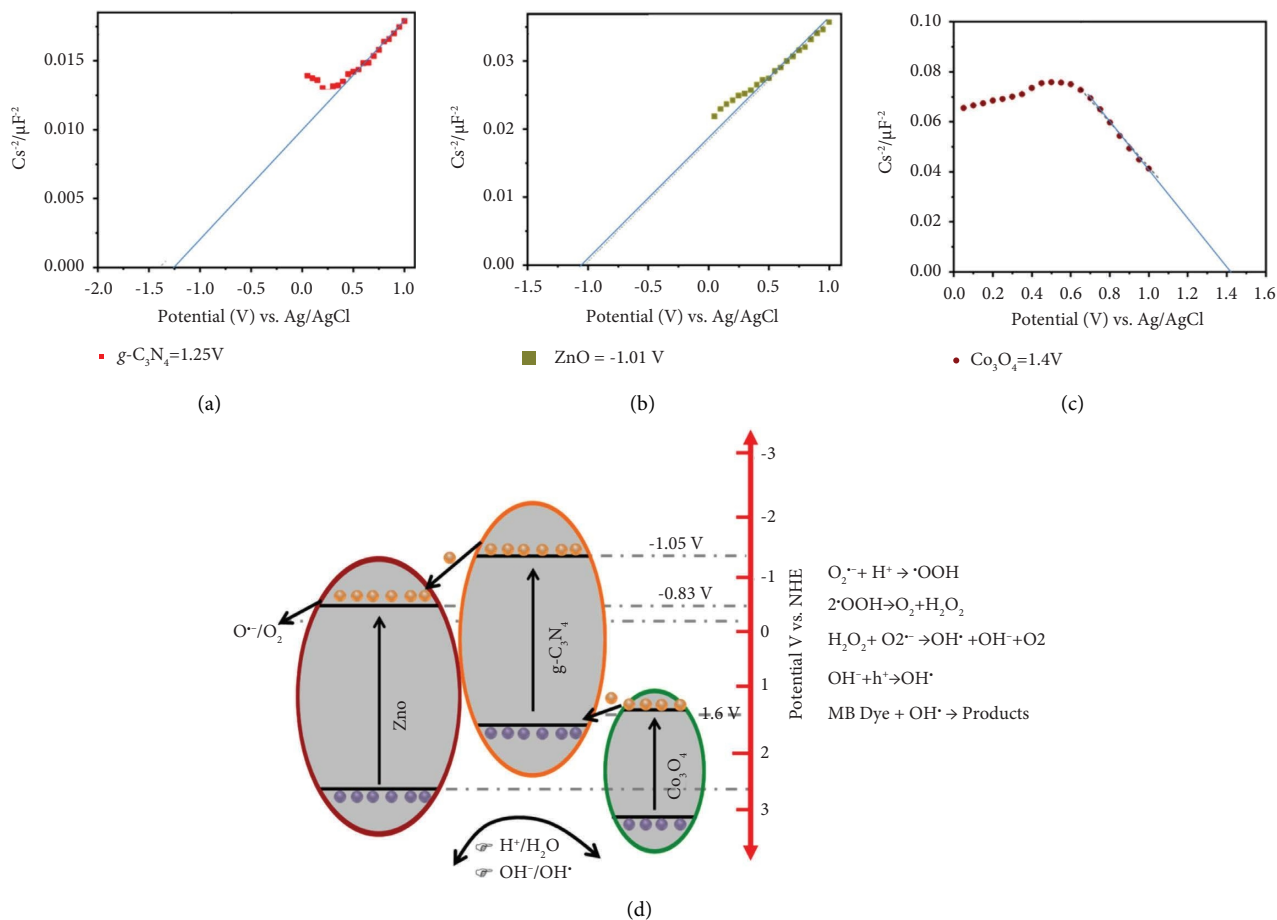 0.015
0.010
0.005
0.000
Cs⁻²/µF⁻²
-2.0 -1.5 -1.0 -0.5 0.0 0.5 1.0
Potential (V) vs. Ag/AgCl
g-C₃N₄=1.25V
(a)
0.03
0.02
0.01
0.00
Cs⁻²/µF⁻²
-1.5 -1.0 -0.5 0.0 0.5 1.0
Potential (V) vs. Ag/AgCl
ZnO = -1.01 V
(b)
0.10
0.08
0.06
0.04
0.02
0.00
Cs⁻²/µF⁻²
0.0 0.2 0.4 0.6 0.8 1.0 1.2 1.4 1.6
Potential (V) vs. Ag/AgCl
Co₃O₄=1.4V
(c)
O•⁻/O₂
Zno
g-C₃N₄
Co₃O₄
-1.05 V
-0.83 V
1.6 V
H⁺/H₂O
OH⁻/OH•
-3
-2
-1
0
1
2
3
Potential V vs. NHE
O₂•⁻+ H⁺ → •OOH
2•OOH→O₂+H₂O₂
H₂O₂+ O2•⁻ →OH• +OH⁻+O2
OH⁻+h⁺→OH•
MB Dye + OH• → Products
(d)